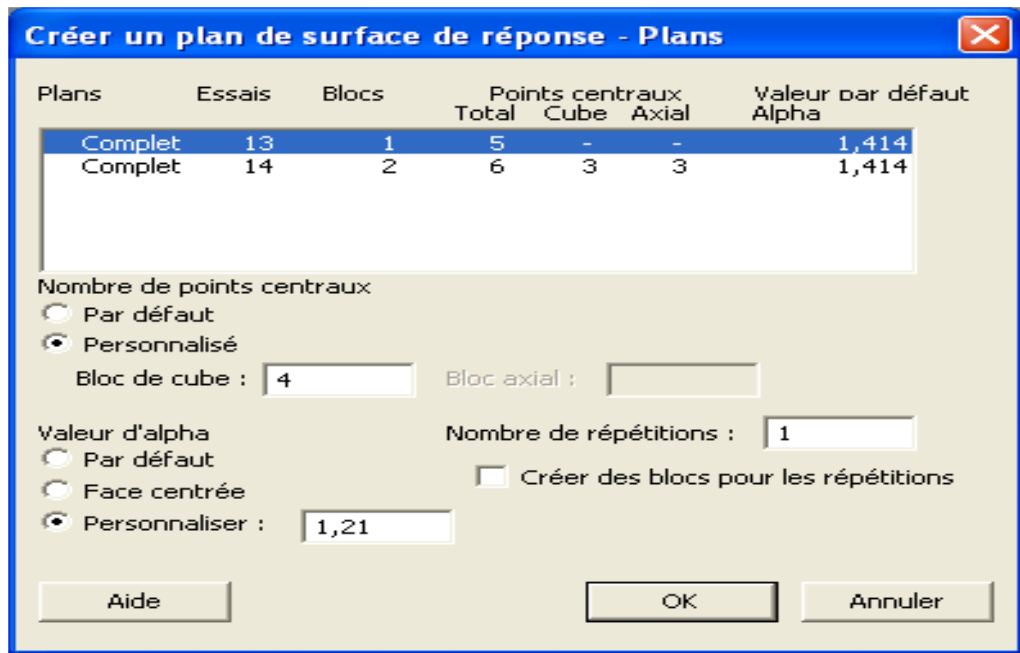 Créer un plan de surface de réponse - Plans
Plans Essais Blocs Points centraux Valeur par défaut
Total Cube Axial Alpha
Complet 13 1 5 - - 1,414
Complet 14 2 6 3 3 1,414
Nombre de points centraux
Par défaut
Personnalisé
Bloc de cube : 4 Bloc axial :
Valeur d'alpha Nombre de répétitions : 1
Par défaut
Créer des blocs pour les répétitions
Face centrée
Personnaliser : 1,21
Aide OK Annuler